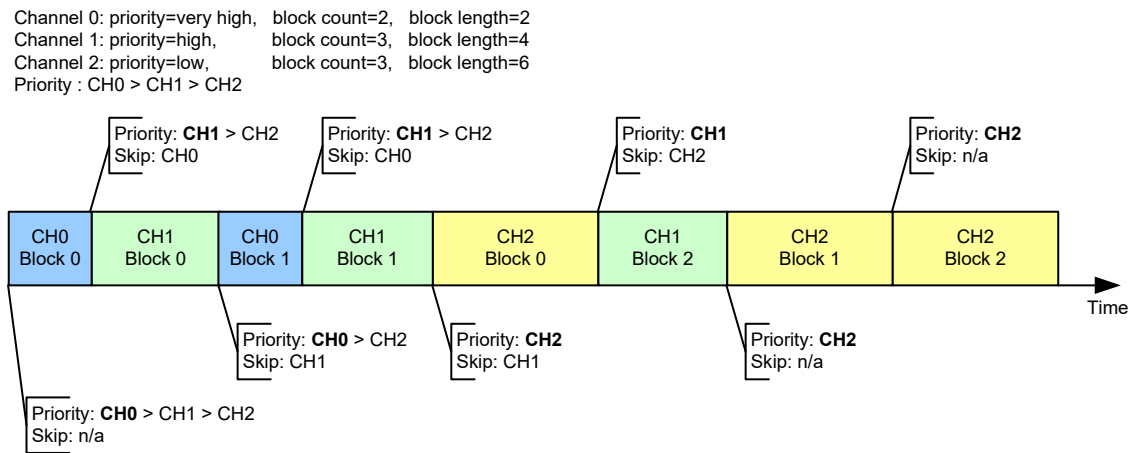 Channel 0: priority=very high, block count=2, block length=2
Channel 1: priority=high, block count=3, block length=4
Channel 2: priority=low, block count=3, block length=6
Priority : CH0 > CH1 > CH2
Priority: CH1 > CH2
Skip: CH0
Priority: CH1 > CH2
Skip: CH0
Priority: CH1
Skip: CH2
Priority: CH2
Skip: n/a
CH0
Block 0
CH1
Block 0
CH0
Block 1
CH1
Block 1
CH2
Block 0
CH1
Block 2
CH2
Block 1
CH2
Block 2
Time
Priority: CH0 > CH2
Skip: CH1
Priority: CH2
Skip: CH1
Priority: CH2
Skip: n/a
Priority: CH0 > CH1 > CH2
Skip: n/a